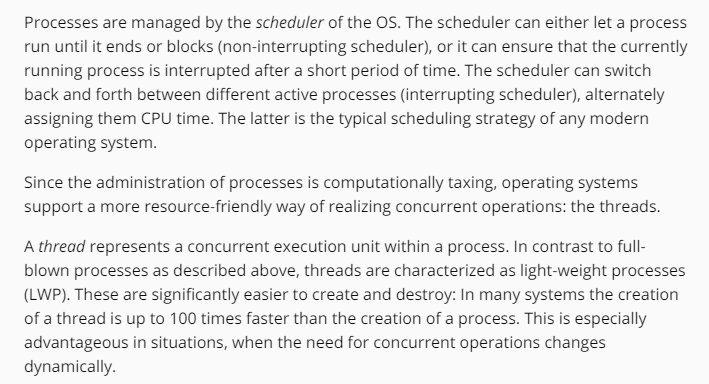 Processes are managed by the scheduler of the OS. The scheduler can either let a process
run until it ends or blocks (non-interrupting scheduler), or it can ensure that the currently
running process is interrupted after a short period of time. The scheduler can switch
back and forth between different active processes (interrupting scheduler), alternately
assigning them CPU time. The latter is the typical scheduling strategy of any modern
operating system.
Since the administration of processes is computationally taxing, operating systems
support a more resource-friendly way of realizing concurrent operations: the threads.
A thread represents a concurrent execution unit within a process. In contrast to full-
blown processes as described above, threads are characterized as light-weight processes
(LWP). These are significantly easier to create and destroy: In many systems the creation
of a thread is up to 100 times faster than the creation of a process. This is especially
advantageous in situations, when the need for concurrent operations changes
dynamically.